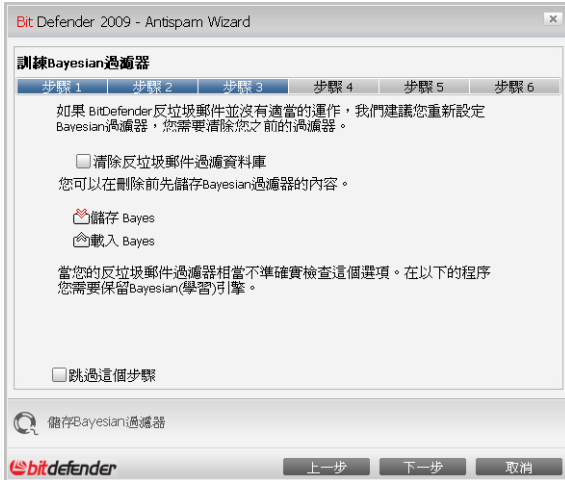 Bit Defender 2009 - Antispam Wizard
訓練Bayesian過濾器
步驟 1 步驟 2 步驟 3 步驟 4 步驟 5 步驟 6
如果 BitDefender反垃圾郵件並沒有適當的運作，我們建議您重新設定
Bayesian過濾器，您需要清除您之前的過濾器。
清除反垃圾郵件過濾資料庫
您可以在刪除前先儲存Bayesian過濾器的內容。
儲存 Bayes
載入 Bayes
當您的反垃圾郵件過濾器相當不準確實檢查這個選項。在以下的程序
您需要保留Bayesian(學習)引擎。
跳過這個步驟
儲存Bayesian過濾器
bitdefender 上一步 下一步 取消